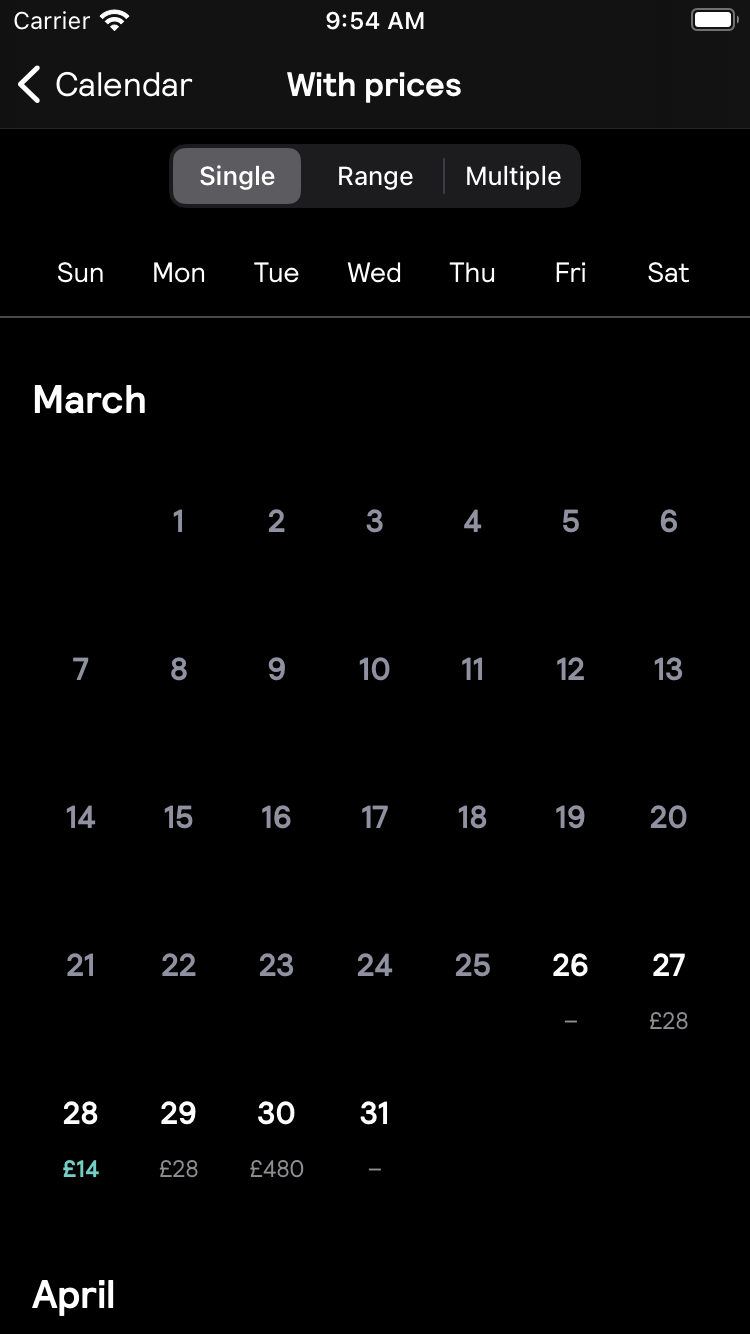 Carrier 9:54 AM
Calendar With prices
Single Range Multiple
Sun Mon Tue Wed Thu Fri Sat
March
1 2 3 4 5 6
7 8 9 10 11 12 13
14 15 16 17 18 19 20
21 22 23 24 25 26 27
– £28
28 29 30 31
£14 £28 £480 –
April